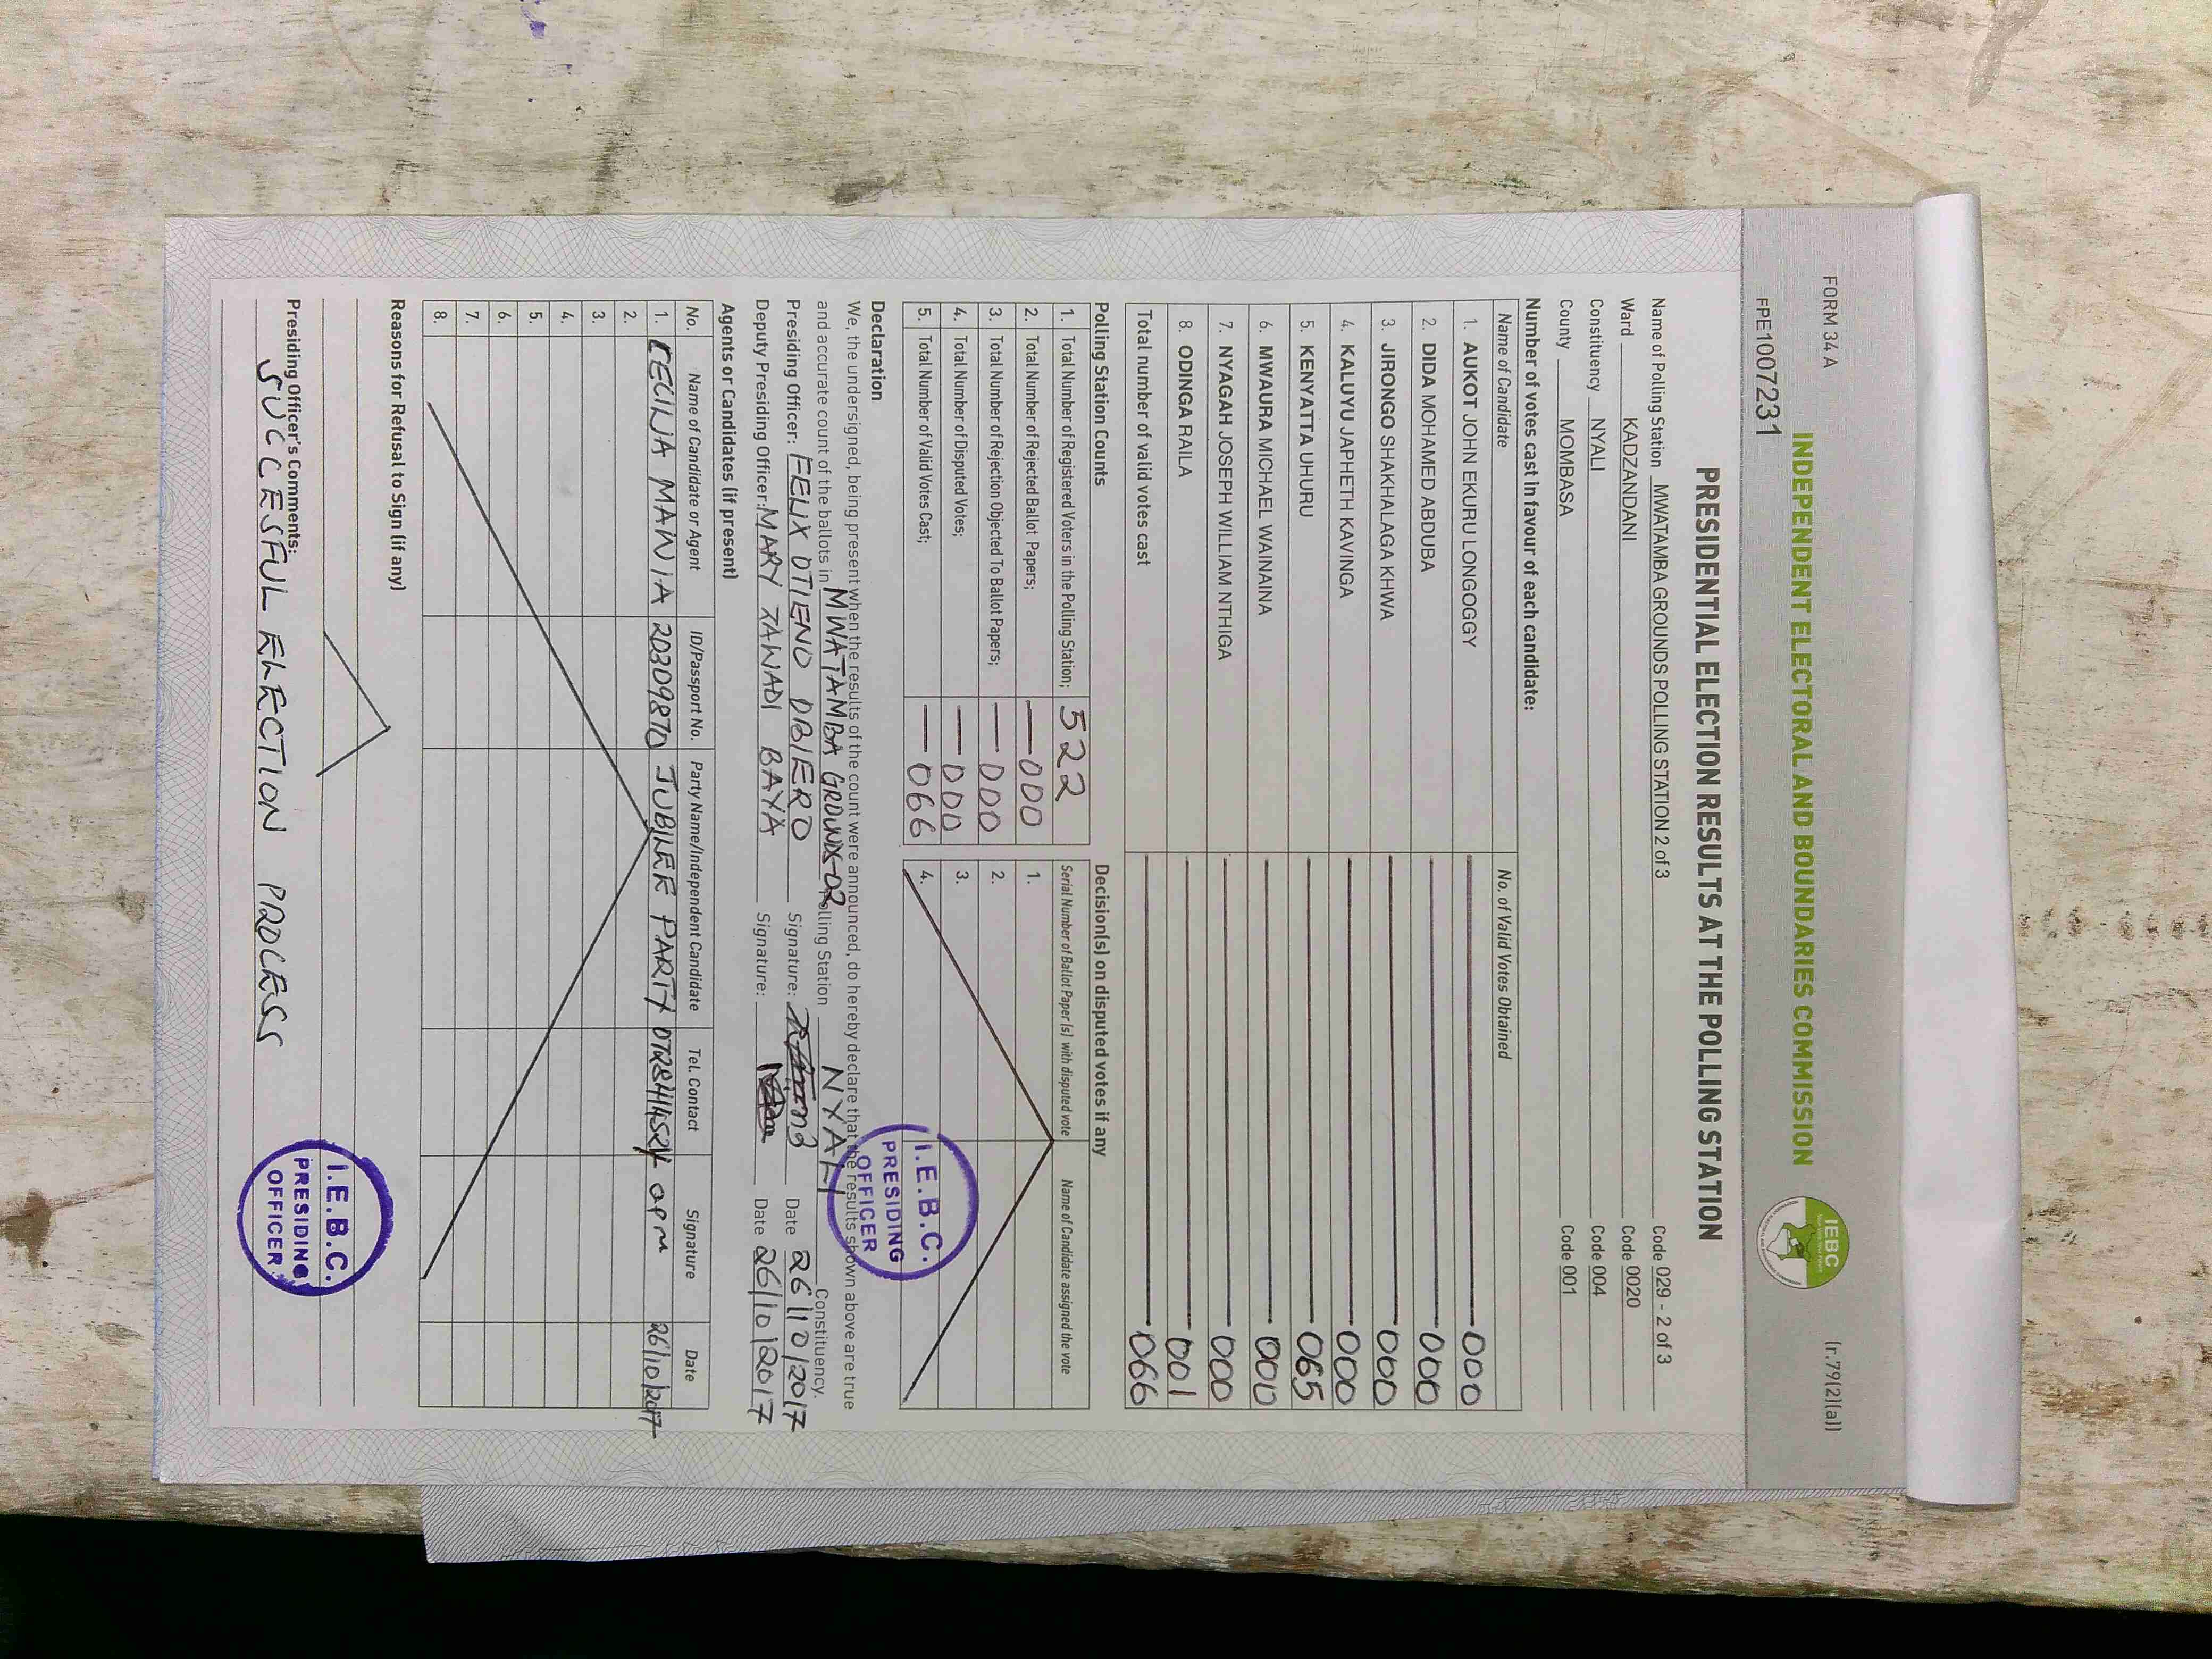 FORM 34 A
(r.79(2)(a))
INDEPENDENT ELECTORAL AND BOUNDARIES COMMISSION
IEBC
FPE1007231
PRESIDENTIAL ELECTION RESULTS AT THE POLLING STATION
Name of Polling Station MWATAMBA GROUNDS POLLING STATION 2 of 3 Code 029 - 2 of 3
Ward KADZANDANI Code 0020
Constituency NYALI Code 004
County MOMBASA Code 001
Number of votes cast in favour of each candidate:
Name of Candidate No. of Valid Votes Obtained
1. AUKOT JOHN EKURU LONGOGGY 000
2. DIDA MOHAMED ABDUBA 000
3. JIRONGO SHAKHALAGA KHWA 000
4. KALUYU JAPHETH KAVINGA 000
5. KENYATTA UHURU 065
6. MWAURA MICHAEL WAINAINA 000
7. NYAGAH JOSEPH WILLIAM NTHIGA 000
8. ODINGA RAILA 001
Total number of valid votes cast 066
Polling Station Counts
1. Total Number of Registered Voters in the Polling Station; 522
2. Total Number of Rejected Ballot Papers; 000
3. Total Number of Rejection Objected To Ballot Papers; 000
4. Total Number of Disputed Votes; 000
5. Total Number of Valid Votes Cast; 066
Decision(s) on disputed votes if any
Serial Number of Ballot Paper (s) with disputed vote Name of Candidate assigned the vote
1.
2.
3.
4.
I.E.B.C.
PRESIDING
OFFICER
Declaration
We, the undersigned, being present when the results of the count were announced, do hereby declare that the results shown above are true
and accurate count of the ballots in MWATAMBA GROUNDS-02 Polling Station NYALI Constituency.
Presiding Officer: FELIX OTIENO OBIERO Signature: Date 26/10/2017
Deputy Presiding Officer: MARY ZAWADI BAYA Signature: Date 26/10/2017
Agents or Candidates (if present)
No. Name of Candidate or Agent ID/Passport No. Party Name/Independent Candidate Tel. Contact Signature Date
1. CECILIA MAWIA 20309870 JUBILEE PARTY 26/10/2017
2.
3.
4.
5.
6.
7.
8.
Reasons for Refusal to Sign (if any)
Presiding Officer's Comments:
SUCCESFUL ELECTION PROCESS
I.E.B.C.
PRESIDING
OFFICER